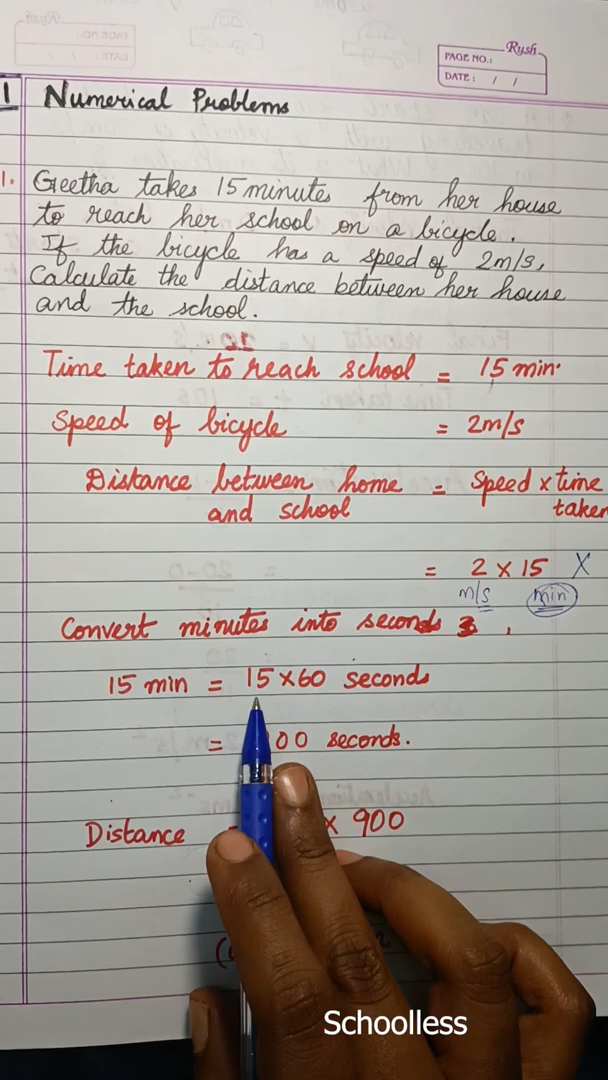 Rush
PAGE NO.:
DATE: / /
1 Numerical Problems
1. Geetha takes 15 minutes from her house
to reach her school on a bicycle.
If the bicycle has a speed of 2m/s,
Calculate the distance between her house
and the school.
Time taken to reach school = 15 min.
Speed of bicycle = 2m/s
Distance between home = Speed x time
and school taken
= 2 x 15 X
m/s min
Convert minutes into seconds
15 min = 15 x 60 seconds
= 00 seconds.
Distance x 900
Schoolless